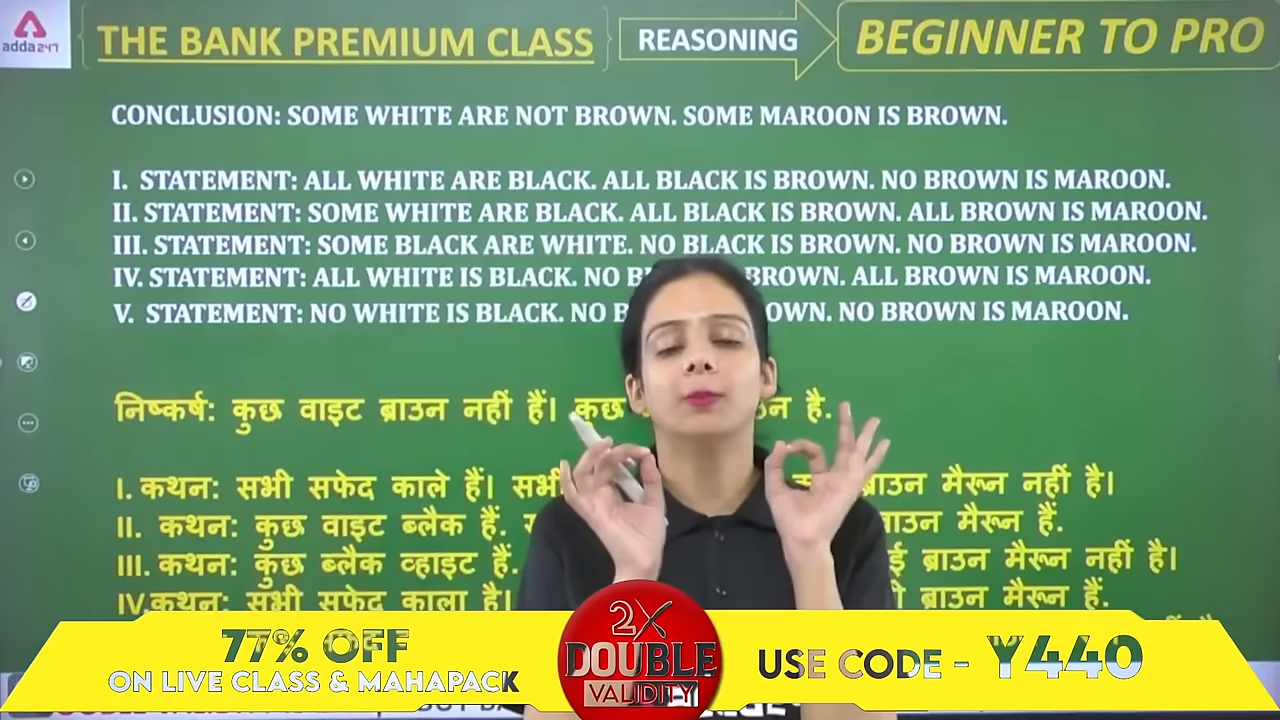 adda247
THE BANK PREMIUM CLASS
REASONING
BEGINNER TO PRO
CONCLUSION: SOME WHITE ARE NOT BROWN. SOME MAROON IS BROWN.
I. STATEMENT: ALL WHITE ARE BLACK. ALL BLACK IS BROWN. NO BROWN IS MAROON.
II. STATEMENT: SOME WHITE ARE BLACK. ALL BLACK IS BROWN. ALL BROWN IS MAROON.
III. STATEMENT: SOME BLACK ARE WHITE. NO BLACK IS BROWN. NO BROWN IS MAROON.
IV. STATEMENT: ALL WHITE IS BLACK. NO BROWN. ALL BROWN IS MAROON.
V. STATEMENT: NO WHITE IS BLACK. NO NO BROWN IS MAROON.
निष्कर्ष: कुछ वाइट ब्राउन नहीं हैं। कुछ है.
I. कथन: सभी सफेद काले हैं। सभी ब्राउन मैरून नहीं है।
II. कथन: कुछ वाइट ब्लैक हैं. मैरून हैं.
III. कथन: कुछ ब्लैक व्हाइट हैं. ब्राउन मैरून नहीं है।
IV. कथन: सभी सफेद काला है। ब्राउन मैरून हैं.
77% OFF
ON LIVE CLASS & MAHAPACK
2X
DOUBLE
VALIDITY
USE CODE - Y440